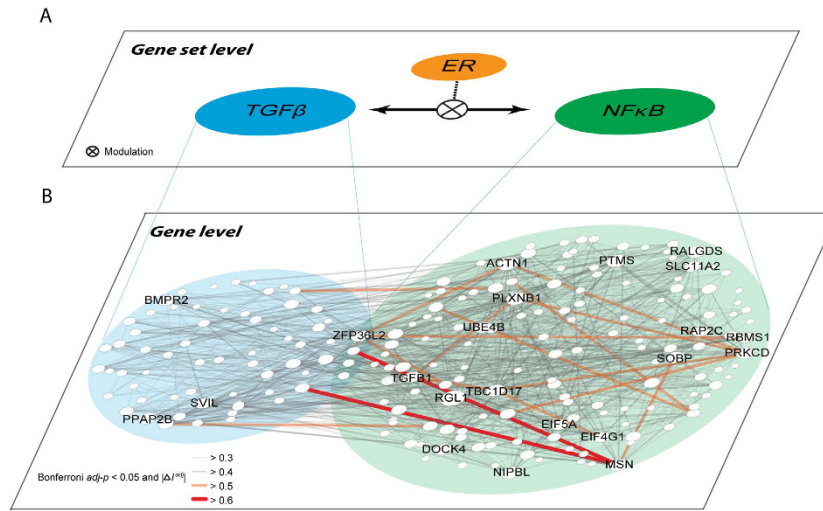 A
Gene set level
ER
TGFβ
NFκB
Modulation
B
Gene level
ACTN1
PTMS
RALGDS
SLC11A2
BMPR2
PLXNB1
ZFP36L2
UBE4B
RAP2C
RBMS1
SOBP
PRKCD
TGFB1
TBC1D17
RGL1
SVIL
PPAP2B
EIF5A
EIF4G1
DOCK4
MSN
NIPBL
Bonferroni adj-p < 0.05 and |ΔI^adj|
> 0.3
> 0.4
> 0.5
> 0.6